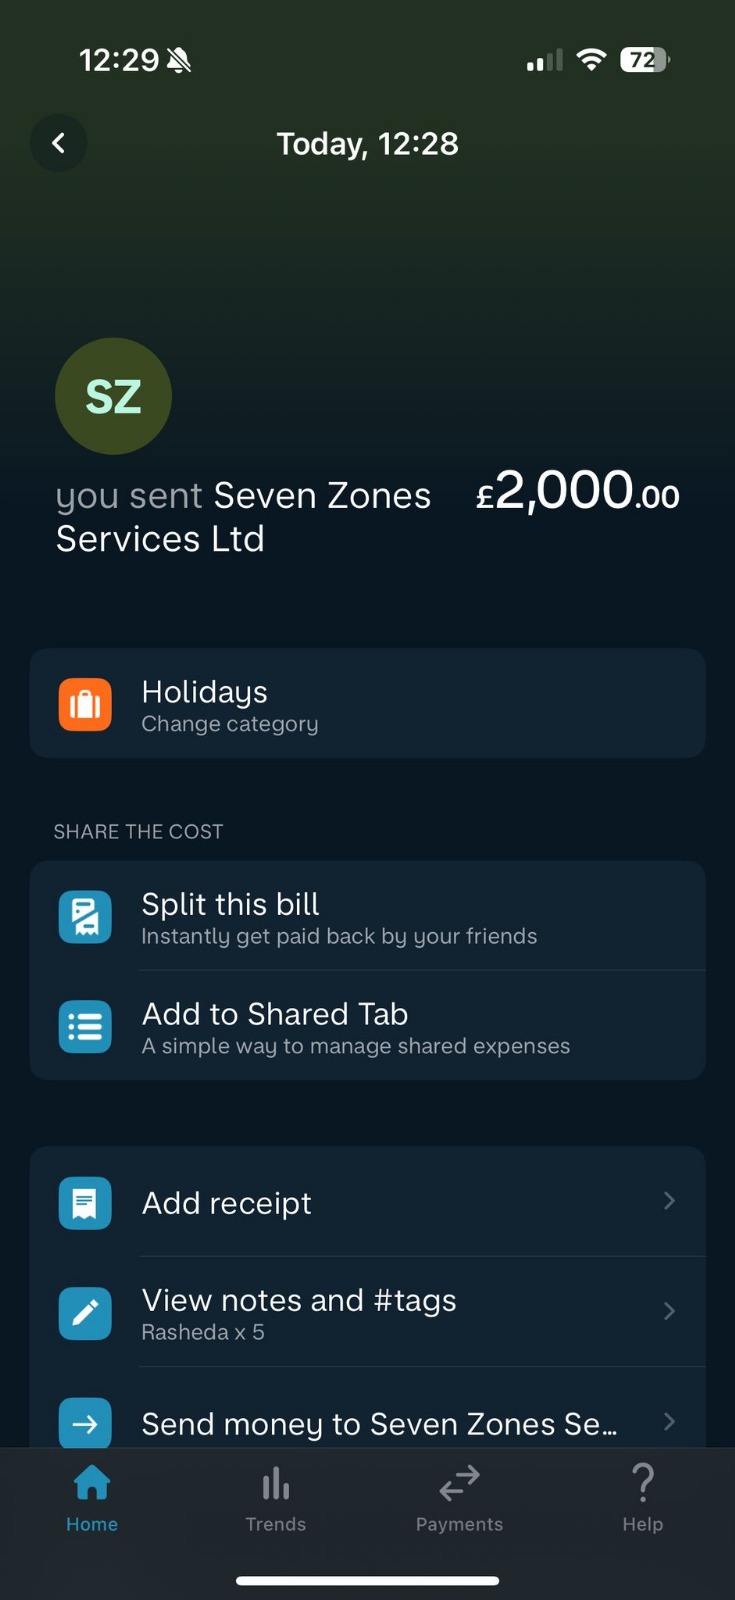 12:29
72
Today, 12:28
SZ
you sent Seven Zones
Services Ltd
£2,000.00
Holidays
Change category
SHARE THE COST
Split this bill
Instantly get paid back by your friends
Add to Shared Tab
A simple way to manage shared expenses
Add receipt
View notes and #tags
Rasheda x 5
Send money to Seven Zones Se...
Home
Trends
Payments
Help